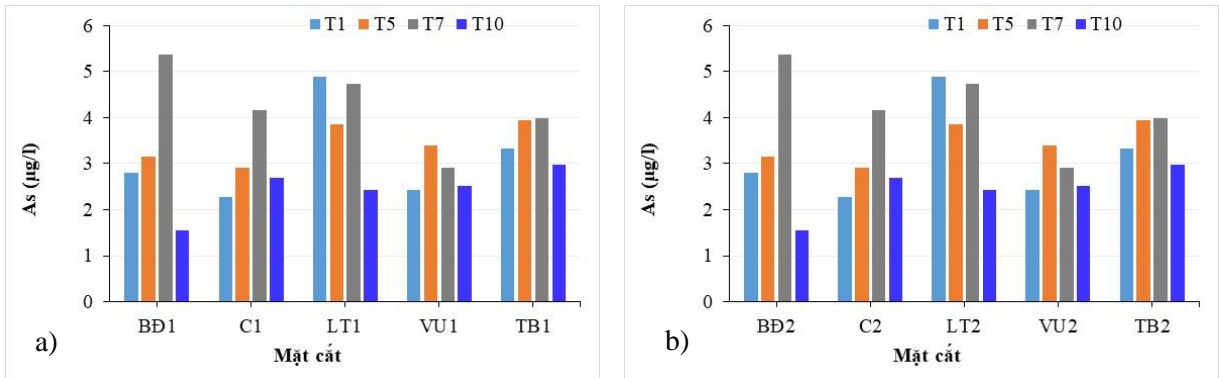 T1 T5 T7 T10
6
5
4
3
2
1
0
As (µg/l)
BĐ1 C1 LT1 VU1 TB1
Mặt cắt
a)
T1 T5 T7 T10
6
5
4
3
2
1
0
As (µg/l)
BĐ2 C2 LT2 VU2 TB2
Mặt cắt
b)